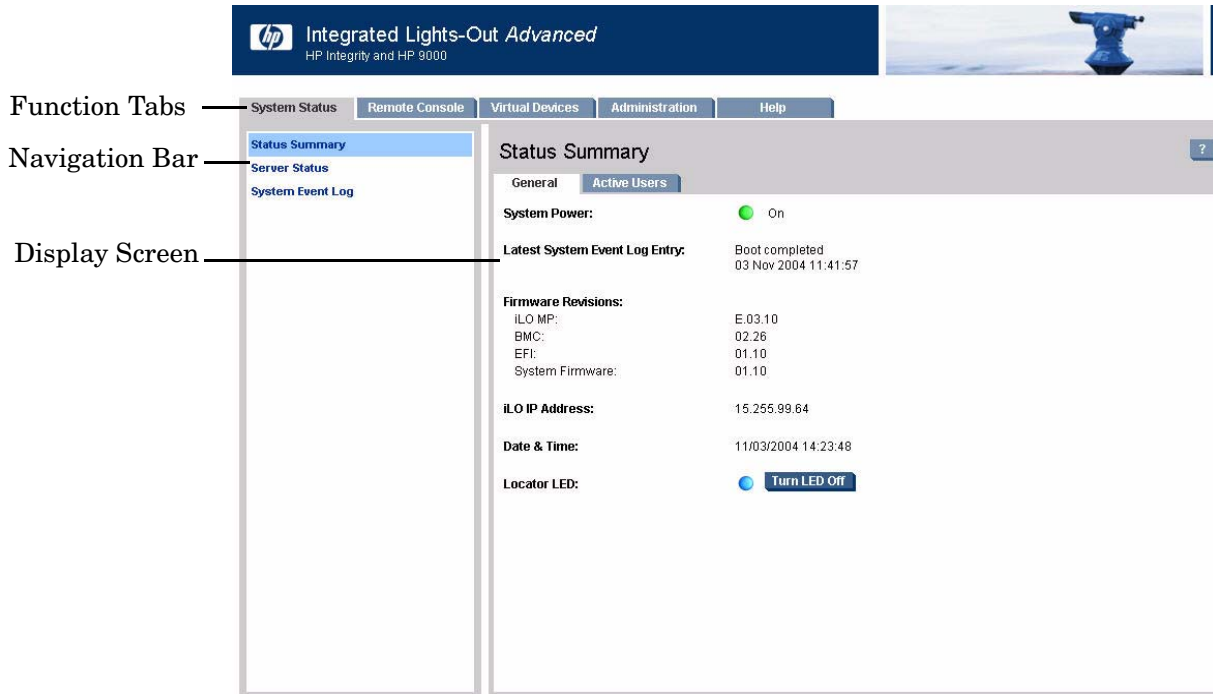 hp
Integrated Lights-Out Advanced
HP Integrity and HP 9000
Function Tabs
System Status Remote Console Virtual Devices Administration Help
Navigation Bar
Status Summary
Server Status
System Event Log
Status Summary
?
General Active Users
Display Screen
System Power: On
Latest System Event Log Entry: Boot completed
03 Nov 2004 11:41:57
Firmware Revisions:
iLO MP: E.03.10
BMC: 02.26
EFI: 01.10
System Firmware: 01.10
iLO IP Address: 15.255.99.64
Date & Time: 11/03/2004 14:23:48
Locator LED: Turn LED Off